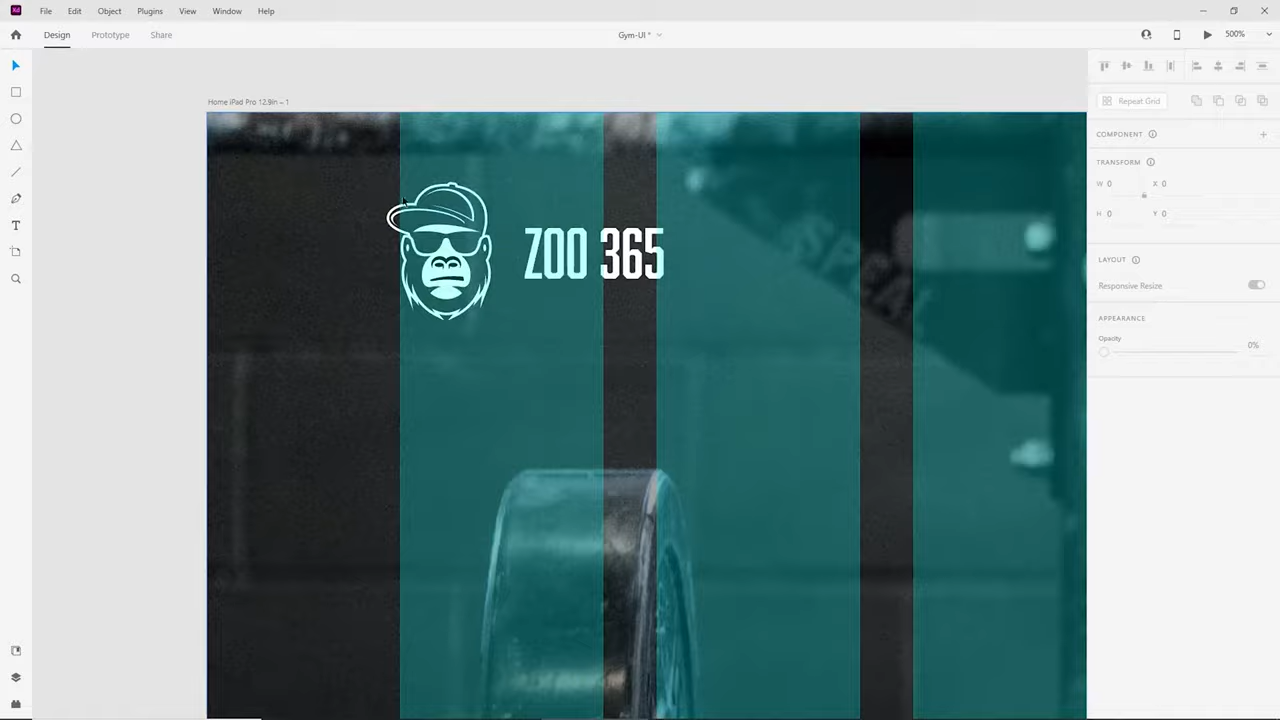 File Edit Object Plugins View Window Help
Design Prototype Share Gym-UI * 500%
Home iPad Pro 12.9in – 1
Repeat Grid
COMPONENT
TRANSFORM
W 0 X 0
H 0 Y 0
LAYOUT
Responsive Resize
APPEARANCE
Opacity
0%
ZOO 365